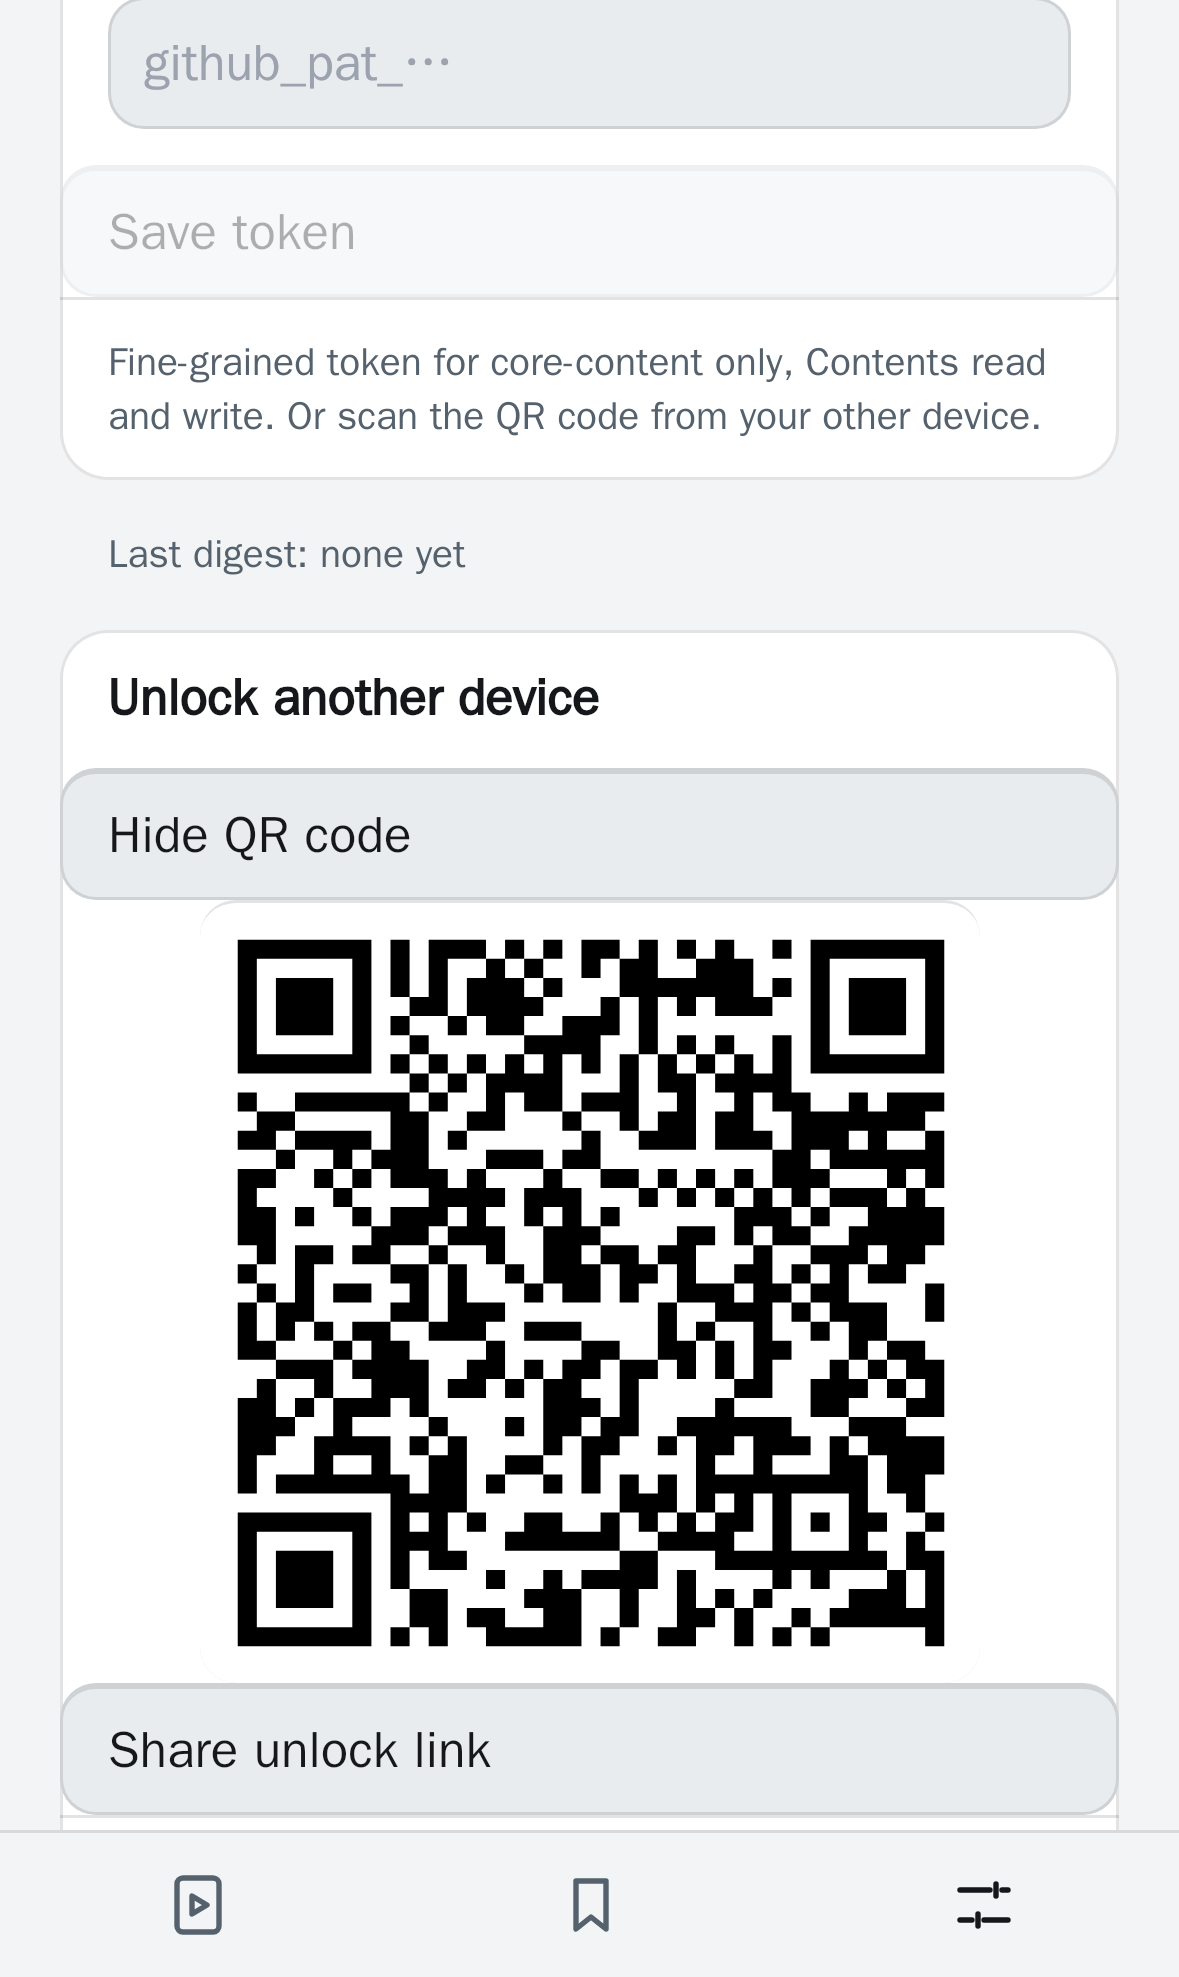 github_pat_…
Save token
Fine-grained token for core-content only, Contents read
and write. Or scan the QR code from your other device.
Last digest: none yet
Unlock another device
Hide QR code
Share unlock link